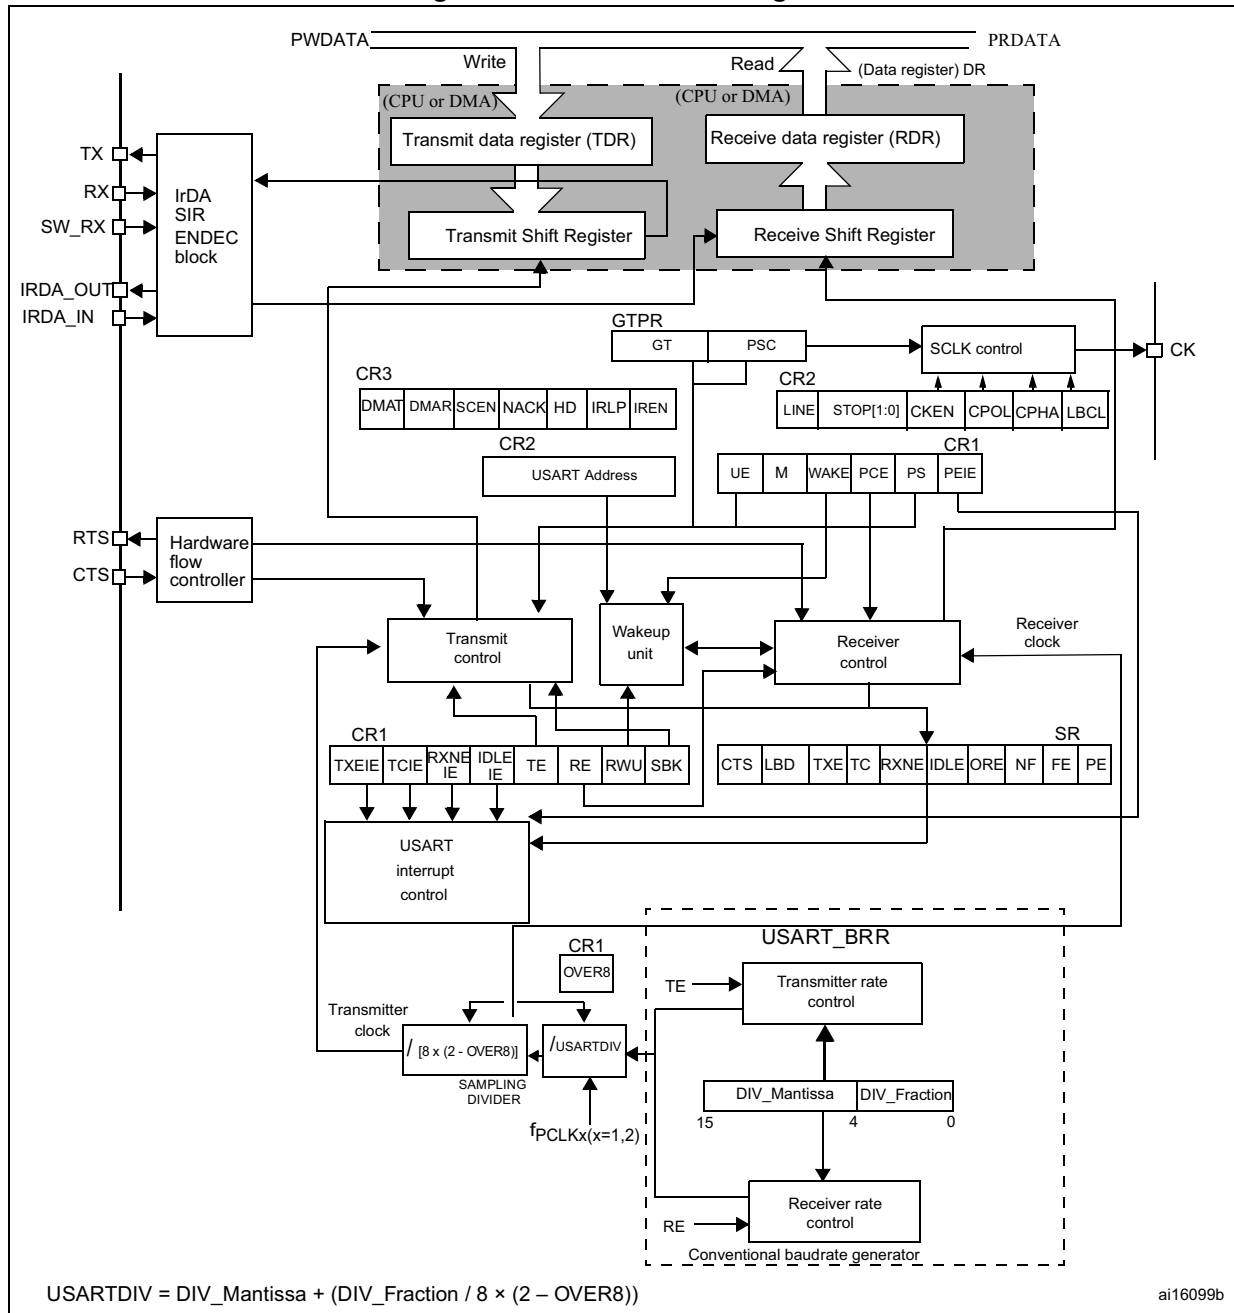 PWDATA
PRDATA
Write
Read
(Data register) DR
(CPU or DMA)
(CPU or DMA)
Transmit data register (TDR)
Receive data register (RDR)
TX
RX
SW_RX
IRDA_OUT
IRDA_IN
IrDA
SIR
ENDEC
block
Transmit Shift Register
Receive Shift Register
GTPR
GT
PSC
SCLK control
CK
CR3
DMAT DMAR SCEN NACK HD IRLP IREN
CR2
LINE STOP[1:0] CKEN CPOL CPHA LBCL
CR2
USART Address
CR1
UE M WAKE PCE PS PEIE
RTS
CTS
Hardware
flow
controller
Transmit
control
Wakeup
unit
Receiver
control
Receiver
clock
CR1
TXEIE TCIE RXNE IE IDLE IE TE RE RWU SBK
SR
CTS LBD TXE TC RXNE IDLE ORE NF FE PE
USART
interrupt
control
USART_BRR
CR1
OVER8
TE
Transmitter rate
control
Transmitter
clock
/ [8 x (2 - OVER8)]
/USARTDIV
SAMPLING
DIVIDER
fPCLKx(x=1,2)
DIV_Mantissa DIV_Fraction
15 4 0
RE
Receiver rate
control
Conventional baudrate generator
USARTDIV = DIV_Mantissa + (DIV_Fraction / 8 × (2 – OVER8))
ai16099b